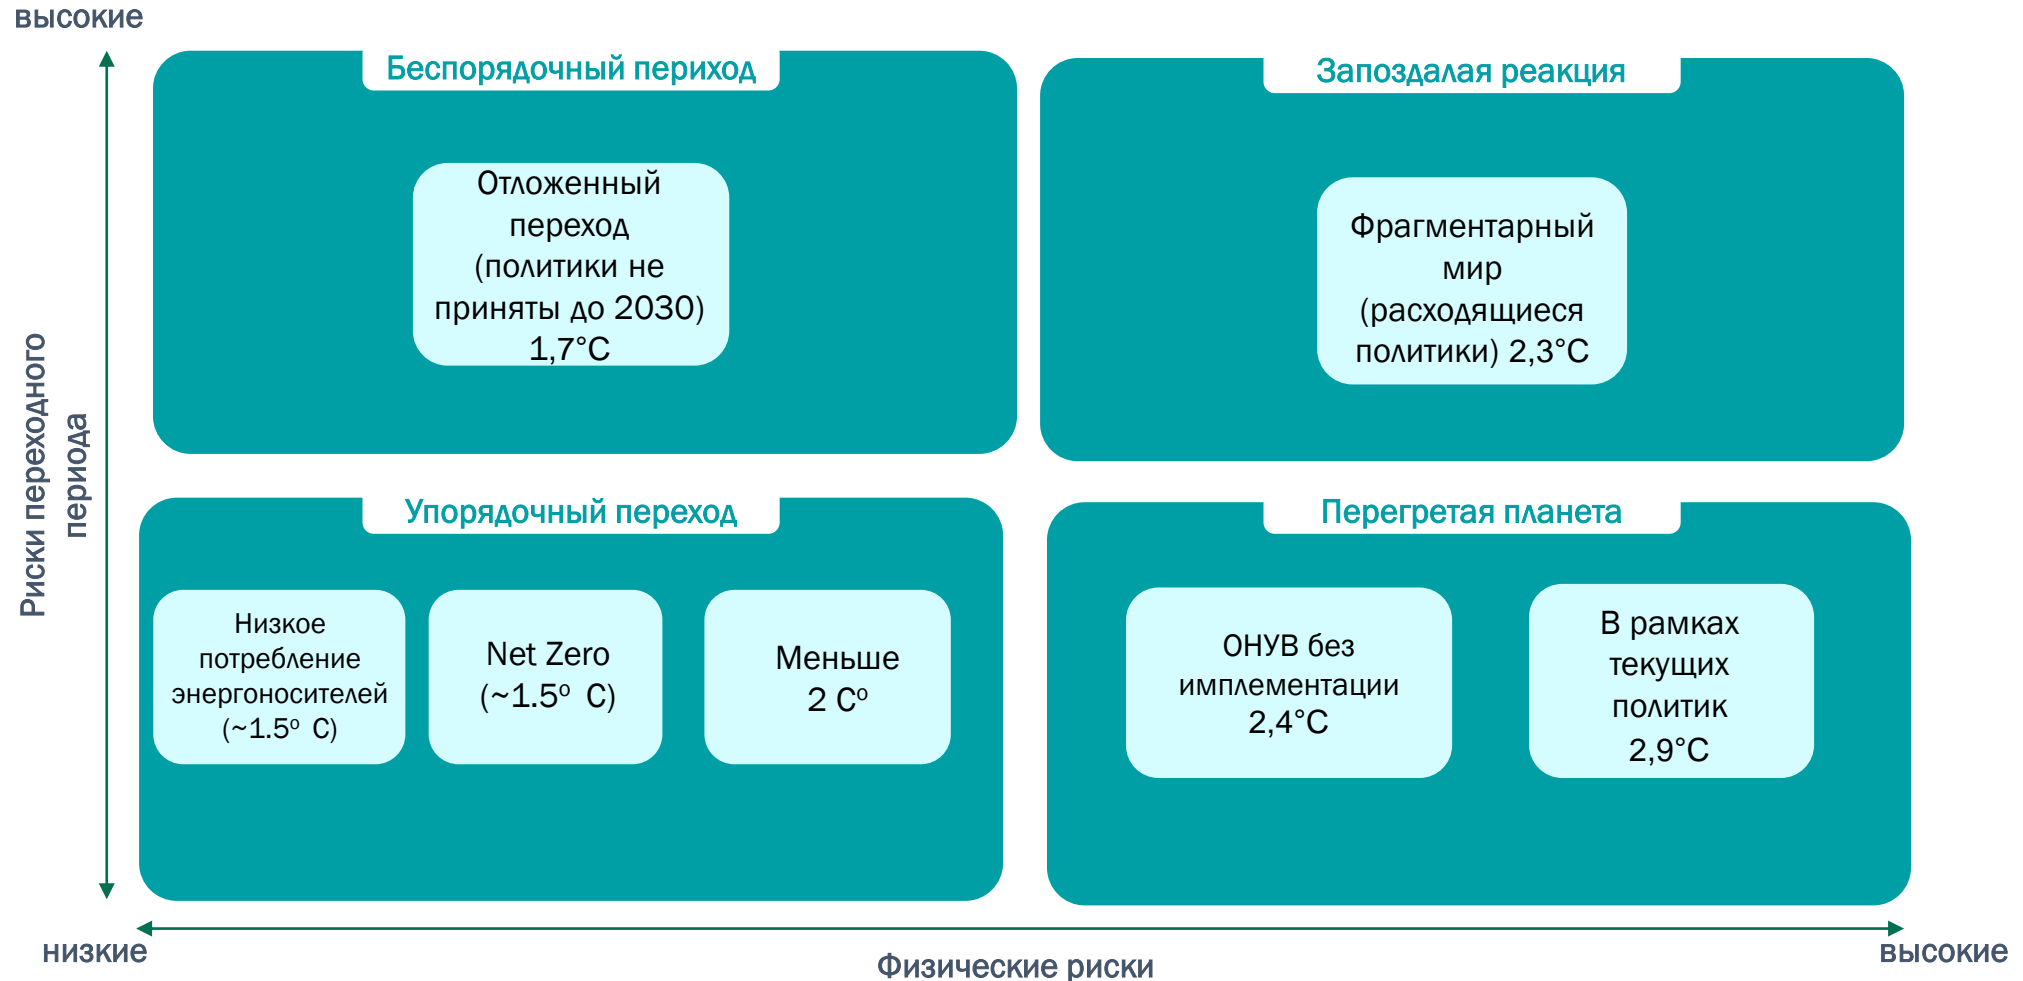 высокие
Беспорядочный периход
Запоздалая реакция
Отложенный
переход
(политики не
приняты до 2030)
1,7°C
Фрагментарный
мир
(расходящиеся
политики) 2,3°C
Риски переходного
периода
Упорядочный переход
Перегретая планета
Низкое
потребление
энергоносителей
(~1.5º C)
Net Zero
(~1.5º C)
Меньше
2 Cº
ОНУВ без
имплементации
2,4°C
В рамках
текущих
политик
2,9°C
низкие
Физические риски
высокие